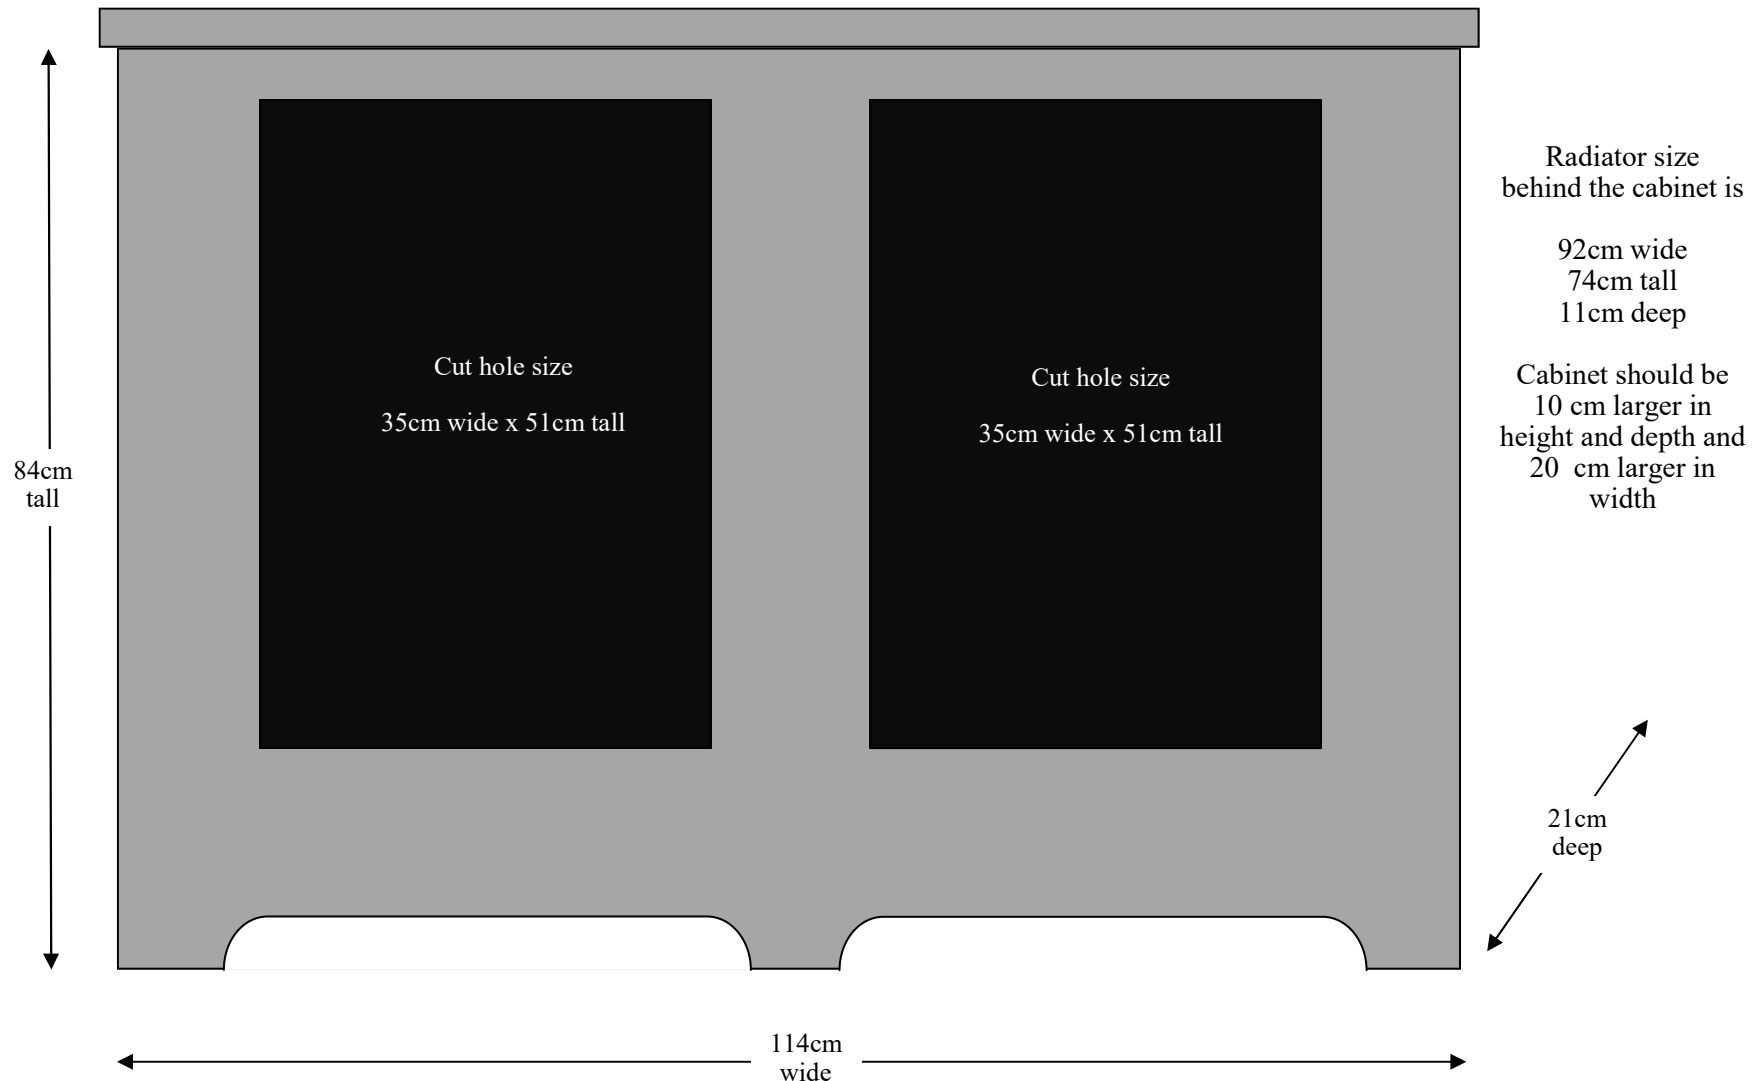 Radiator size
behind the cabinet is
92cm wide
74cm tall
11cm deep
Cabinet should be
10 cm larger in
height and depth and
20  cm larger in
width
Cut hole size
35cm wide x 51cm tall
Cut hole size
35cm wide x 51cm tall
84cm
tall
21cm
deep
114cm
wide